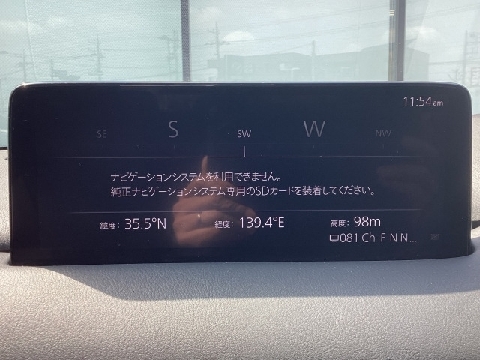 11:54am
SE S SW W NW
ナビゲーションシステムを利用できません。
純正ナビゲーションシステム専用のSDカードを装着してください。
緯度: 35.5°N 経度: 139.4°E 高度: 98m
081 Ch F N N...